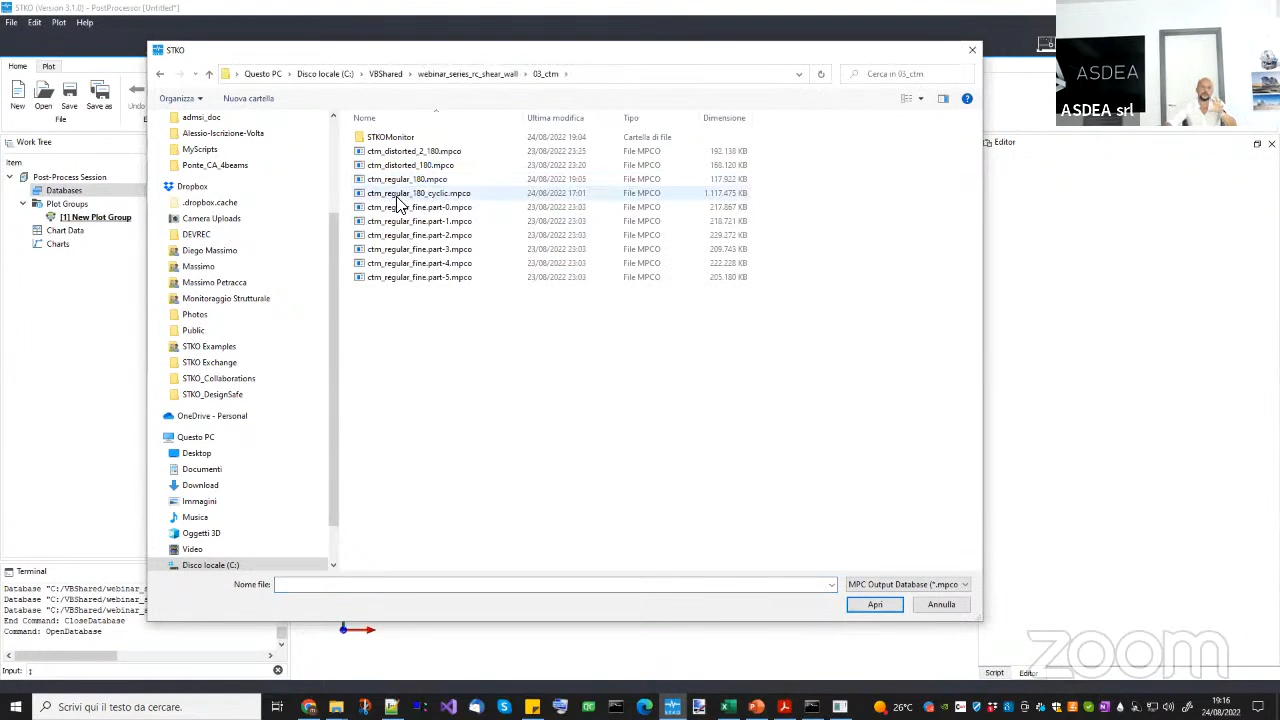 STKO (Version 3.1.0) - PostProcessor [Untitled*]
File Edit Plot Help
Home Plot
New Open Save Save as Undo
File
Work Tree
Item
Post-Process Session
Databases
Plot Groups
[1] New Plot Group
Chart Data
Charts
STKO
Questo PC > Disco locale (C:) > VBShared > webinar_series_rc_shear_wall > 03_ctm >
Cerca in 03_ctm
Organizza Nuova cartella
admsi_doc
Alessio-Iscrizione-Volta
MyScripts
Ponte_CA_4beams
Dropbox
.dropbox.cache
Camera Uploads
DEVREC
Diego Massimo
Massimo
Massimo Petracca
Monitoraggio Strutturale
Photos
Public
STKO Examples
STKO Exchange
STKO_Collaborations
STKO_DesignSafe
OneDrive - Personal
Questo PC
Desktop
Documenti
Download
Immagini
Musica
Oggetti 3D
Video
Disco locale (C:)
Nome Ultima modifica Tipo Dimensione
STKOMonitor 24/08/2022 19:04 Cartella di file
ctm_distorted_2_180.mpco 23/08/2022 23:25 File MPCO 192.138 KB
ctm_distorted_180.mpco 23/08/2022 23:20 File MPCO 168.120 KB
ctm_regular_180.mpco 24/08/2022 19:05 File MPCO 117.922 KB
ctm_regular_180_cyclic.mpco 24/08/2022 17:01 File MPCO 1.117.475 KB
ctm_regular_fine.part-0.mpco 23/08/2022 23:03 File MPCO 217.867 KB
ctm_regular_fine.part-1.mpco 23/08/2022 23:03 File MPCO 218.721 KB
ctm_regular_fine.part-2.mpco 23/08/2022 23:03 File MPCO 229.272 KB
ctm_regular_fine.part-3.mpco 23/08/2022 23:03 File MPCO 209.743 KB
ctm_regular_fine.part-4.mpco 23/08/2022 23:03 File MPCO 222.228 KB
ctm_regular_fine.part-5.mpco 23/08/2022 23:03 File MPCO 205.180 KB
Nome file: MPC Output Database (*.mpco
Apri Annulla
Editor
ASDEA
ASDEA srl
Terminal
Database "C:/VBShared/webinar_s
Database "C:/VBShared/webinar_s
Database "C:/VBShared/webinar_s
End Command: CloseDatabase
Command: OpenDatabase
Input:
Script Editor
zoom
Scrivi qui il testo da cercare.
26°C
19:16
24/08/2022